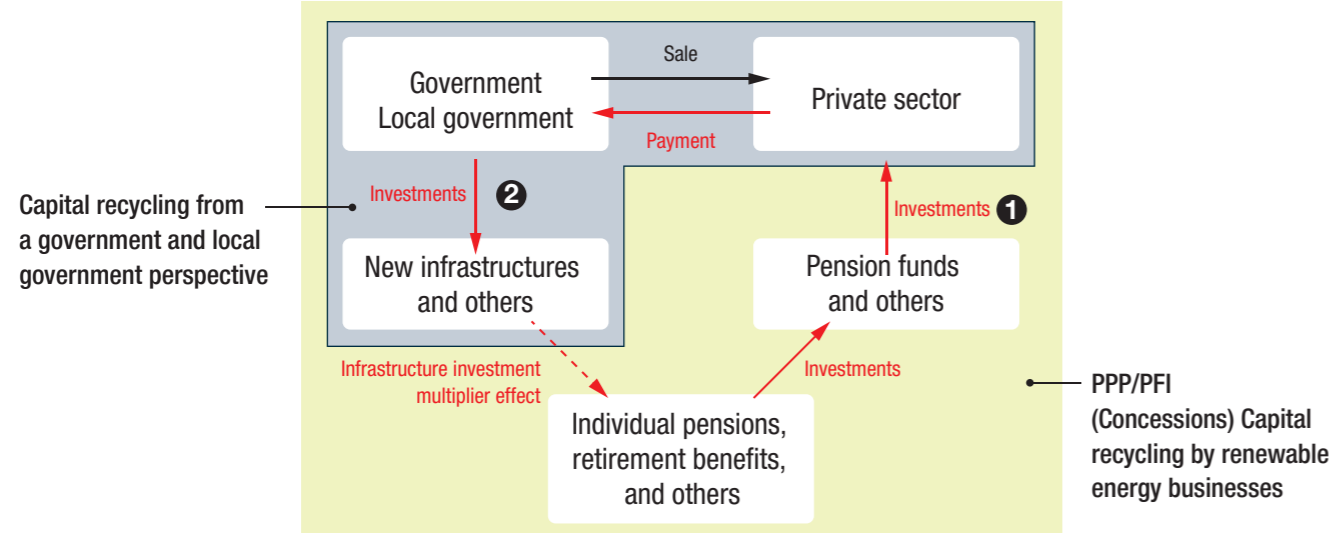 Government
Local government
Sale
Private sector
Payment
Investments
2
Investments 1
Capital recycling from
a government and local
government perspective
New infrastructures
and others
Pension funds
and others
Infrastructure investment
multiplier effect
Investments
Individual pensions,
retirement benefits,
and others
PPP/PFI
(Concessions) Capital
recycling by renewable
energy businesses